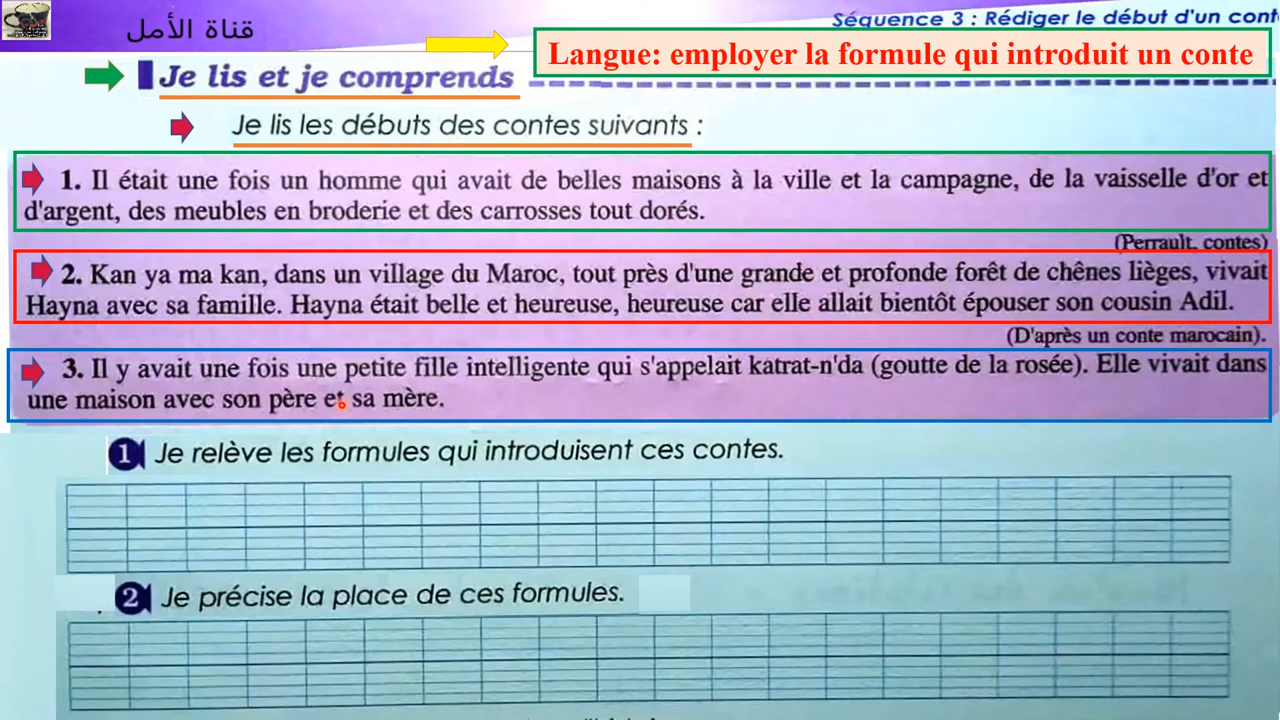 قناة الأمل
Séquence 3 : Rédiger le début d'un cont
Langue: employer la formule qui introduit un conte
Je lis et je comprends
Je lis les débuts des contes suivants :
1. Il était une fois un homme qui avait de belles maisons à la ville et la campagne, de la vaisselle d'or et
d'argent, des meubles en broderie et des carrosses tout dorés.
(Perrault, contes)
2. Kan ya ma kan, dans un village du Maroc, tout près d'une grande et profonde forêt de chênes lièges, vivait
Hayna avec sa famille. Hayna était belle et heureuse, heureuse car elle allait bientôt épouser son cousin Adil.
(D'après un conte marocain).
3. Il y avait une fois une petite fille intelligente qui s'appelait katrat-n'da (goutte de la rosée). Elle vivait dans
une maison avec son père et sa mère.
1 Je relève les formules qui introduisent ces contes.
2 Je précise la place de ces formules.